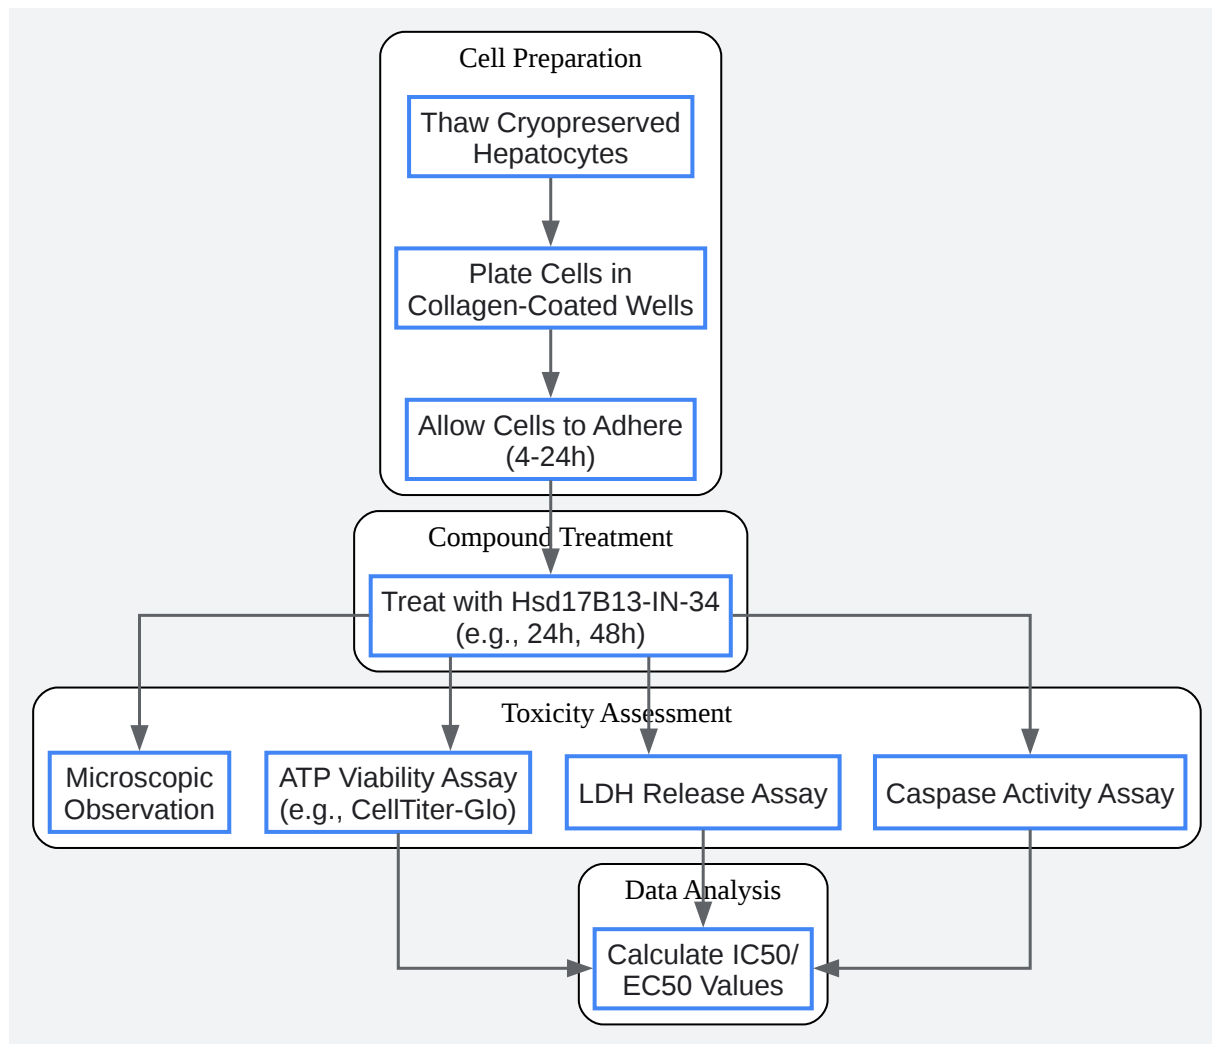 Cell Preparation
Thaw Cryopreserved
Hepatocytes
Plate Cells in
Collagen-Coated Wells
Allow Cells to Adhere
(4-24h)
Compound Treatment
Treat with Hsd17B13-IN-34
(e.g., 24h, 48h)
Toxicity Assessment
Microscopic
Observation
ATP Viability Assay
(e.g., CellTiter-Glo)
LDH Release Assay
Caspase Activity Assay
Data Analysis
Calculate IC50/
EC50 Values